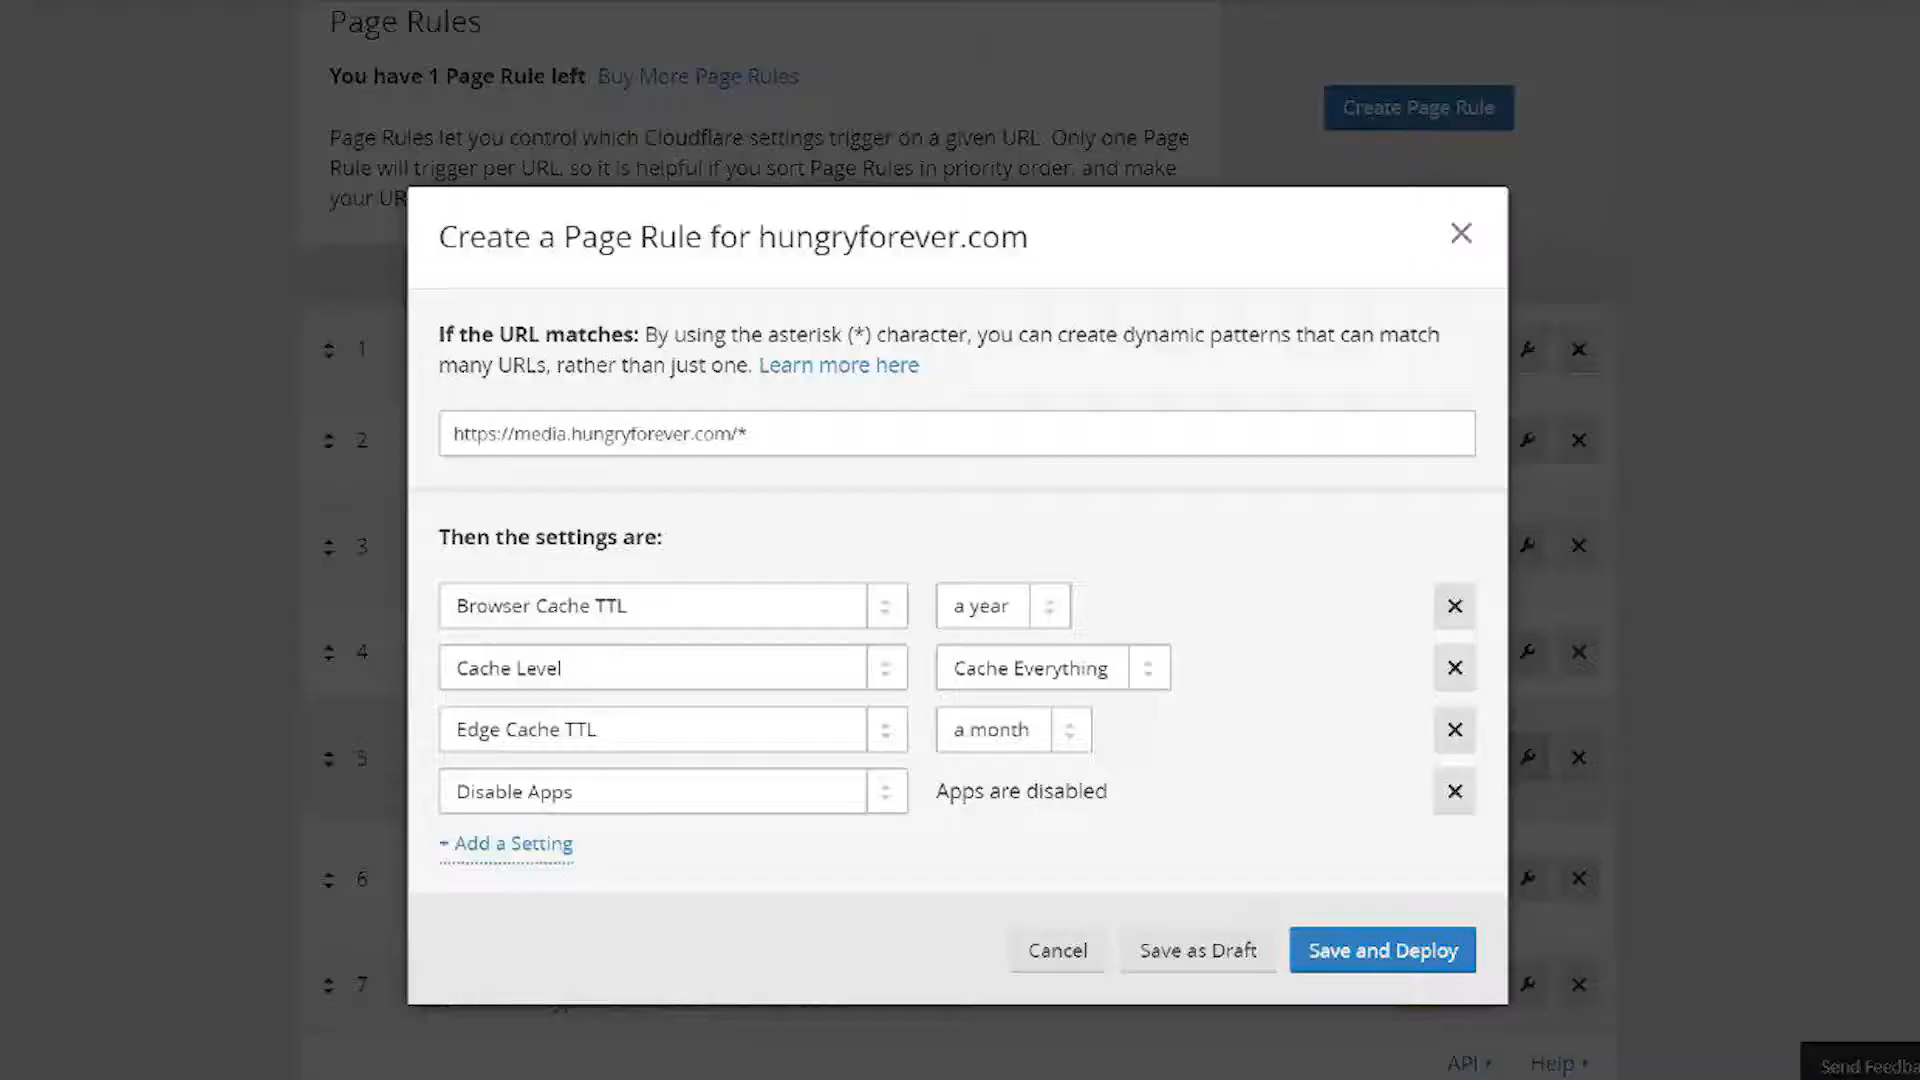 Page Rules
You have 1 Page Rule left Buy More Page Rules
Create Page Rule
Page Rules let you control which Cloudflare settings trigger on a given URL. Only one Page
Rule will trigger per URL, so it is helpful if you sort Page Rules in priority order, and make
your UR
Create a Page Rule for hungryforever.com
If the URL matches: By using the asterisk (*) character, you can create dynamic patterns that can match
many URLs, rather than just one. Learn more here
https://media.hungryforever.com/*
Then the settings are:
Browser Cache TTL a year
Cache Level Cache Everything
Edge Cache TTL a month
Disable Apps Apps are disabled
+ Add a Setting
Cancel Save as Draft Save and Deploy
1
2
3
4
5
6
7
API Help
Send Feedba